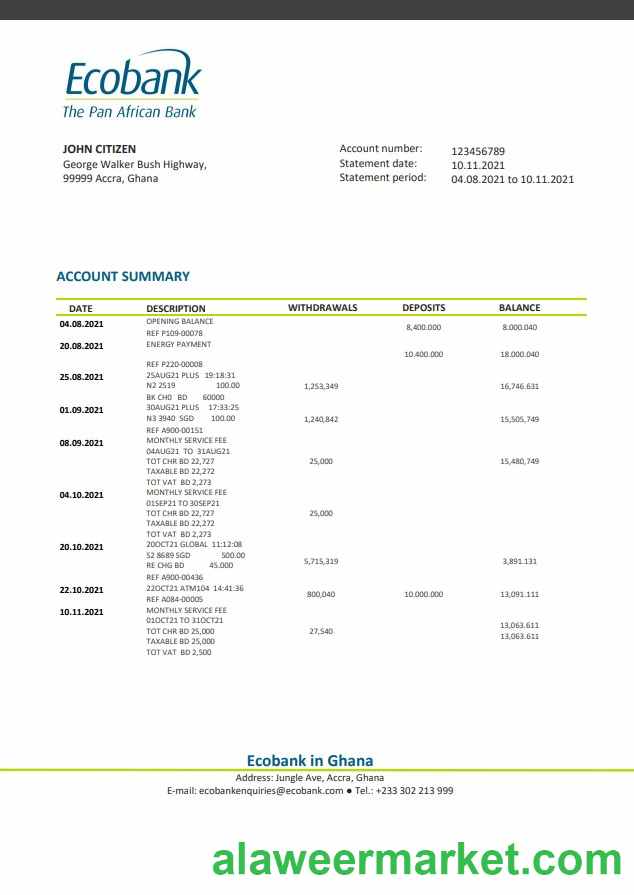 Ecobank
The Pan African Bank
JOHN CITIZEN
George Walker Bush Highway,
99999 Accra, Ghana
Account number: 123456789
Statement date: 10.11.2021
Statement period: 04.08.2021 to 10.11.2021
ACCOUNT SUMMARY
DATE DESCRIPTION WITHDRAWALS DEPOSITS BALANCE
04.08.2021 OPENING BALANCE
8,400.000 8.000.040
REF P109-00078
20.08.2021 ENERGY PAYMENT
10.400.000 18.000.040
REF P220-00008
25.08.2021 25AUG21 PLUS 19:18:31
N2 2519 100.00 1,253,349 16,746.631
BK CH0 BD 60000
01.09.2021 30AUG21 PLUS 17:33:25
N3 3940 SGD 100.00 1,240,842 15,505,749
REF A900-00151
08.09.2021 MONTHLY SERVICE FEE
04AUG21 TO 31AUG21
TOT CHR BD 22,727 25,000 15,480,749
TAXABLE BD 22,272
TOT VAT BD 2,273
04.10.2021 MONTHLY SERVICE FEE
01SEP21 TO 30SEP21
TOT CHR BD 22,727 25,000
TAXABLE BD 22,272
TOT VAT BD 2,273
20.10.2021 20OCT21 GLOBAL 11:12:08
S2 8689 SGD 500.00 5,715,319 3,891.131
RE CHG BD 45.000
REF A900-00436
22.10.2021 22OCT21 ATM104 14:41:36
800,040 10.000.000 13,091.111
REF A084-00005
10.11.2021 MONTHLY SERVICE FEE
01OCT21 TO 31OCT21 13,063.611
TOT CHR BD 25,000 27,540 13,063.611
TAXABLE BD 25,000
TOT VAT BD 2,500
Ecobank in Ghana
Address: Jungle Ave, Accra, Ghana
E-mail: ecobankenquiries@ecobank.com ● Tel.: +233 302 213 999
alaweermarket.com